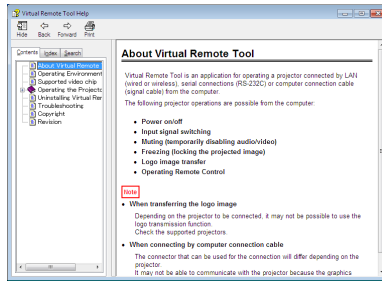 Virtual Remote Tool Help
Hide Back Forward Print
Contents Index Search
About Virtual Remote
Operating Environment
Supported video chip
Operating the Projecto
Uninstalling Virtual Rer
Troubleshooting
Copyright
Revision
About Virtual Remote Tool
Virtual Remote Tool is an application for operating a projector connected by LAN
(wired or wireless), serial connections (RS-232C) or computer connection cable
(signal cable) from the computer.
The following projector operations are possible from the computer.
• Power on/off
• Input signal switching
• Muting (temporarily disabling audio/video)
• Freezing (locking the projected image)
• Logo image transfer
• Operating Remote Control
Note
• When transferring the logo image
Depending on the projector to be connected, it may not be possible to use the
logo transmission function.
Check the supported projectors.
• When connecting by computer connection cable
The connector that can be used for the connection will differ depending on the
projector.
It may not be able to communicate with the projector because the graphics